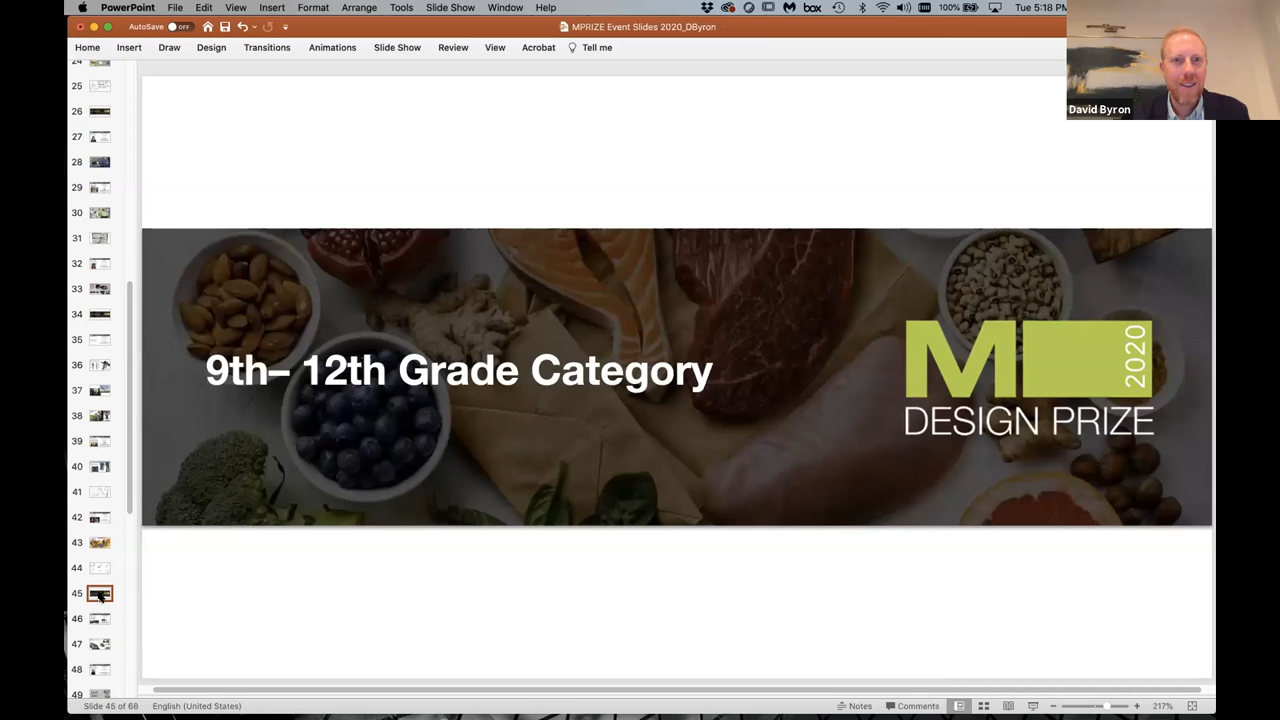 PowerPoint File Edit View Insert Format Arrange Tools Slide Show Window Help
box 100% Tue 5:18 PM
AutoSave OFF
MPRIZE Event Slides 2020_DByron
Home Insert Draw Design Transitions Animations Slide Show Review View Acrobat Tell me
David Byron
24
25
26
27
28
29
30
31
32
33
34
35
36
37
38
39
40
41
42
43
44
45
46
47
48
49
9th– 12th Grade Category
M 2020
DESIGN PRIZE
Slide 45 of 68 English (United States) Notes Comments 217%